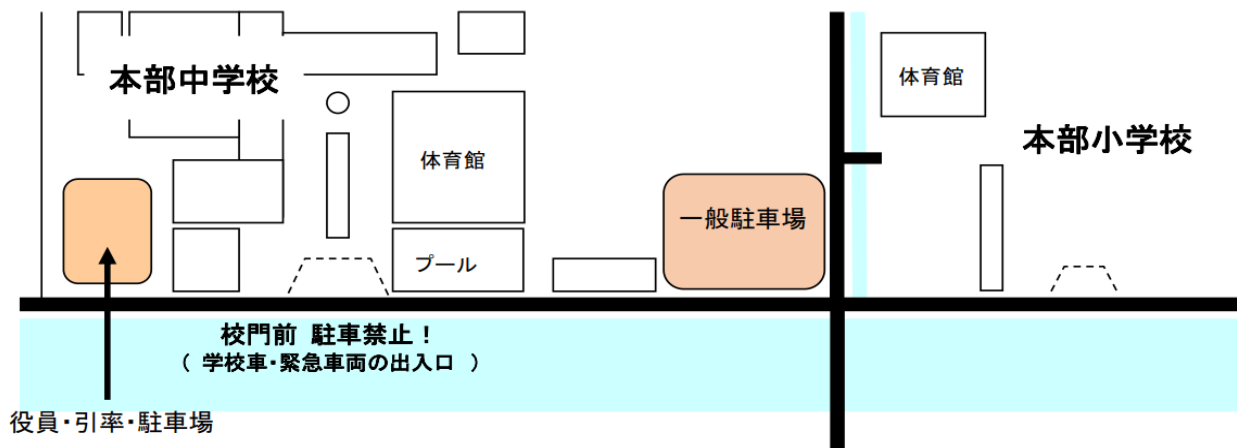 本部中学校
体育館
プール
一般駐車場
体育館
本部小学校
校門前 駐車禁止!
( 学校車・緊急車両の出入口 )
役員・引率・駐車場